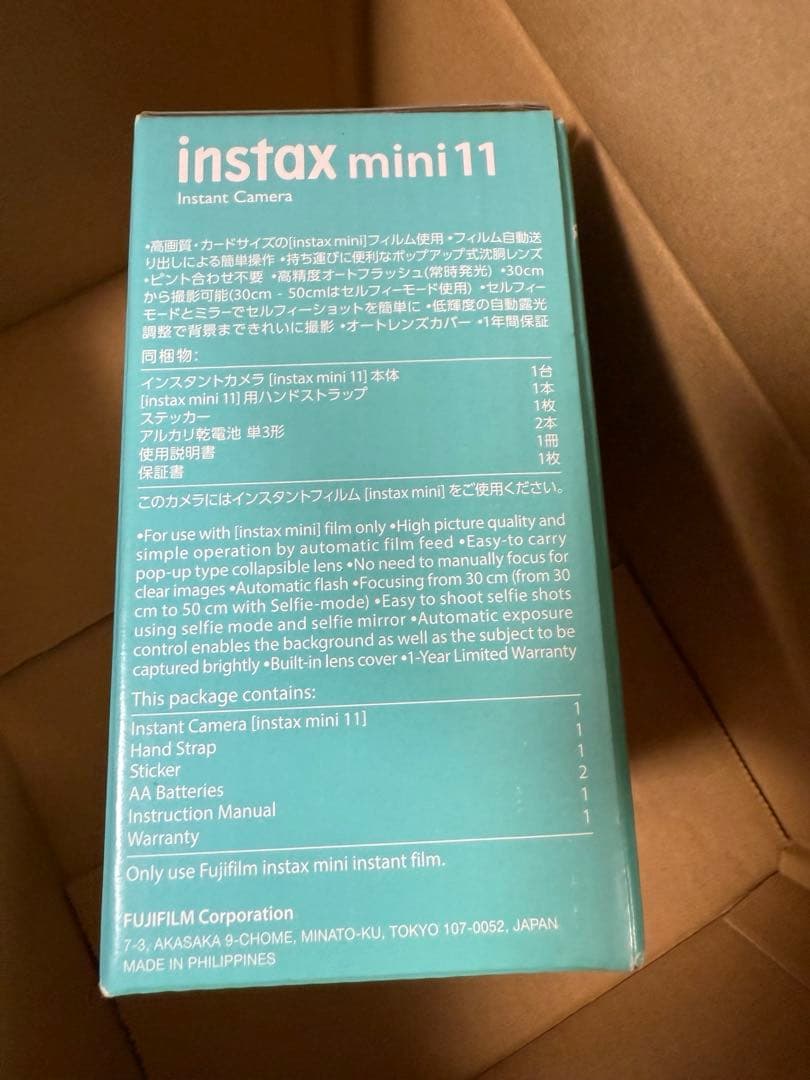 instax mini 11
Instant Camera
•高画質・カードサイズの[instax mini]フィルム使用 •フィルム自動送
り出しによる簡単操作 •持ち運びに便利なポップアップ式沈胴レンズ
•ピント合わせ不要 •高精度オートフラッシュ(常時発光) •30cm
から撮影可能(30cm - 50cmはセルフィーモード使用) •セルフィー
モードとミラーでセルフィーショットを簡単に •低輝度の自動露光
調整で背景まできれいに撮影 •オートレンズカバー •1年間保証
同梱物:
インスタントカメラ [instax mini 11] 本体 1台
[instax mini 11] 用ハンドストラップ 1本
ステッカー 1枚
アルカリ乾電池 単3形 2本
使用説明書 1冊
保証書 1枚
このカメラにはインスタントフィルム [instax mini] をご使用ください。
•For use with [instax mini] film only •High picture quality and
simple operation by automatic film feed •Easy-to carry
pop-up type collapsible lens •No need to manually focus for
clear images •Automatic flash •Focusing from 30 cm (from 30
cm to 50 cm with Selfie-mode) •Easy to shoot selfie shots
using selfie mode and selfie mirror •Automatic exposure
control enables the background as well as the subject to be
captured brightly •Built-in lens cover •1-Year Limited Warranty
This package contains:
Instant Camera [instax mini 11] 1
Hand Strap 1
Sticker 1
AA Batteries 2
Instruction Manual 1
Warranty 1
Only use Fujifilm instax mini instant film.
FUJIFILM Corporation
7-3, AKASAKA 9-CHOME, MINATO-KU, TOKYO 107-0052, JAPAN
MADE IN PHILIPPINES